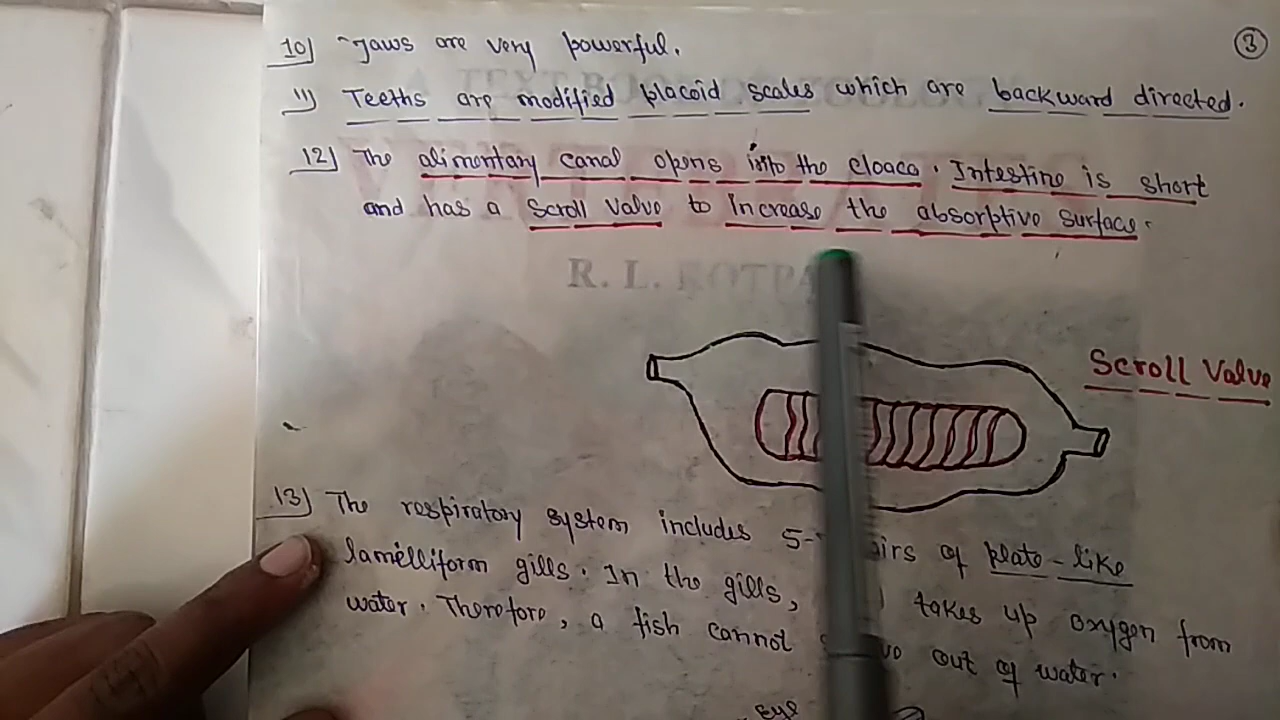 3
10) Jaws are very powerful.
11) Teeths are modified placoid scales which are backward directed.
12) The alimentary canal opens into the cloaca. Intestine is short
and has a scroll valve to increase the absorptive surface.
R. L. KOTPA
Scroll Valve
13) The respiratory system includes 5- airs of plate-like
lamelliform gills. In the gills, takes up oxygen from
water. Therefore, a fish cannot out of water.
Eye